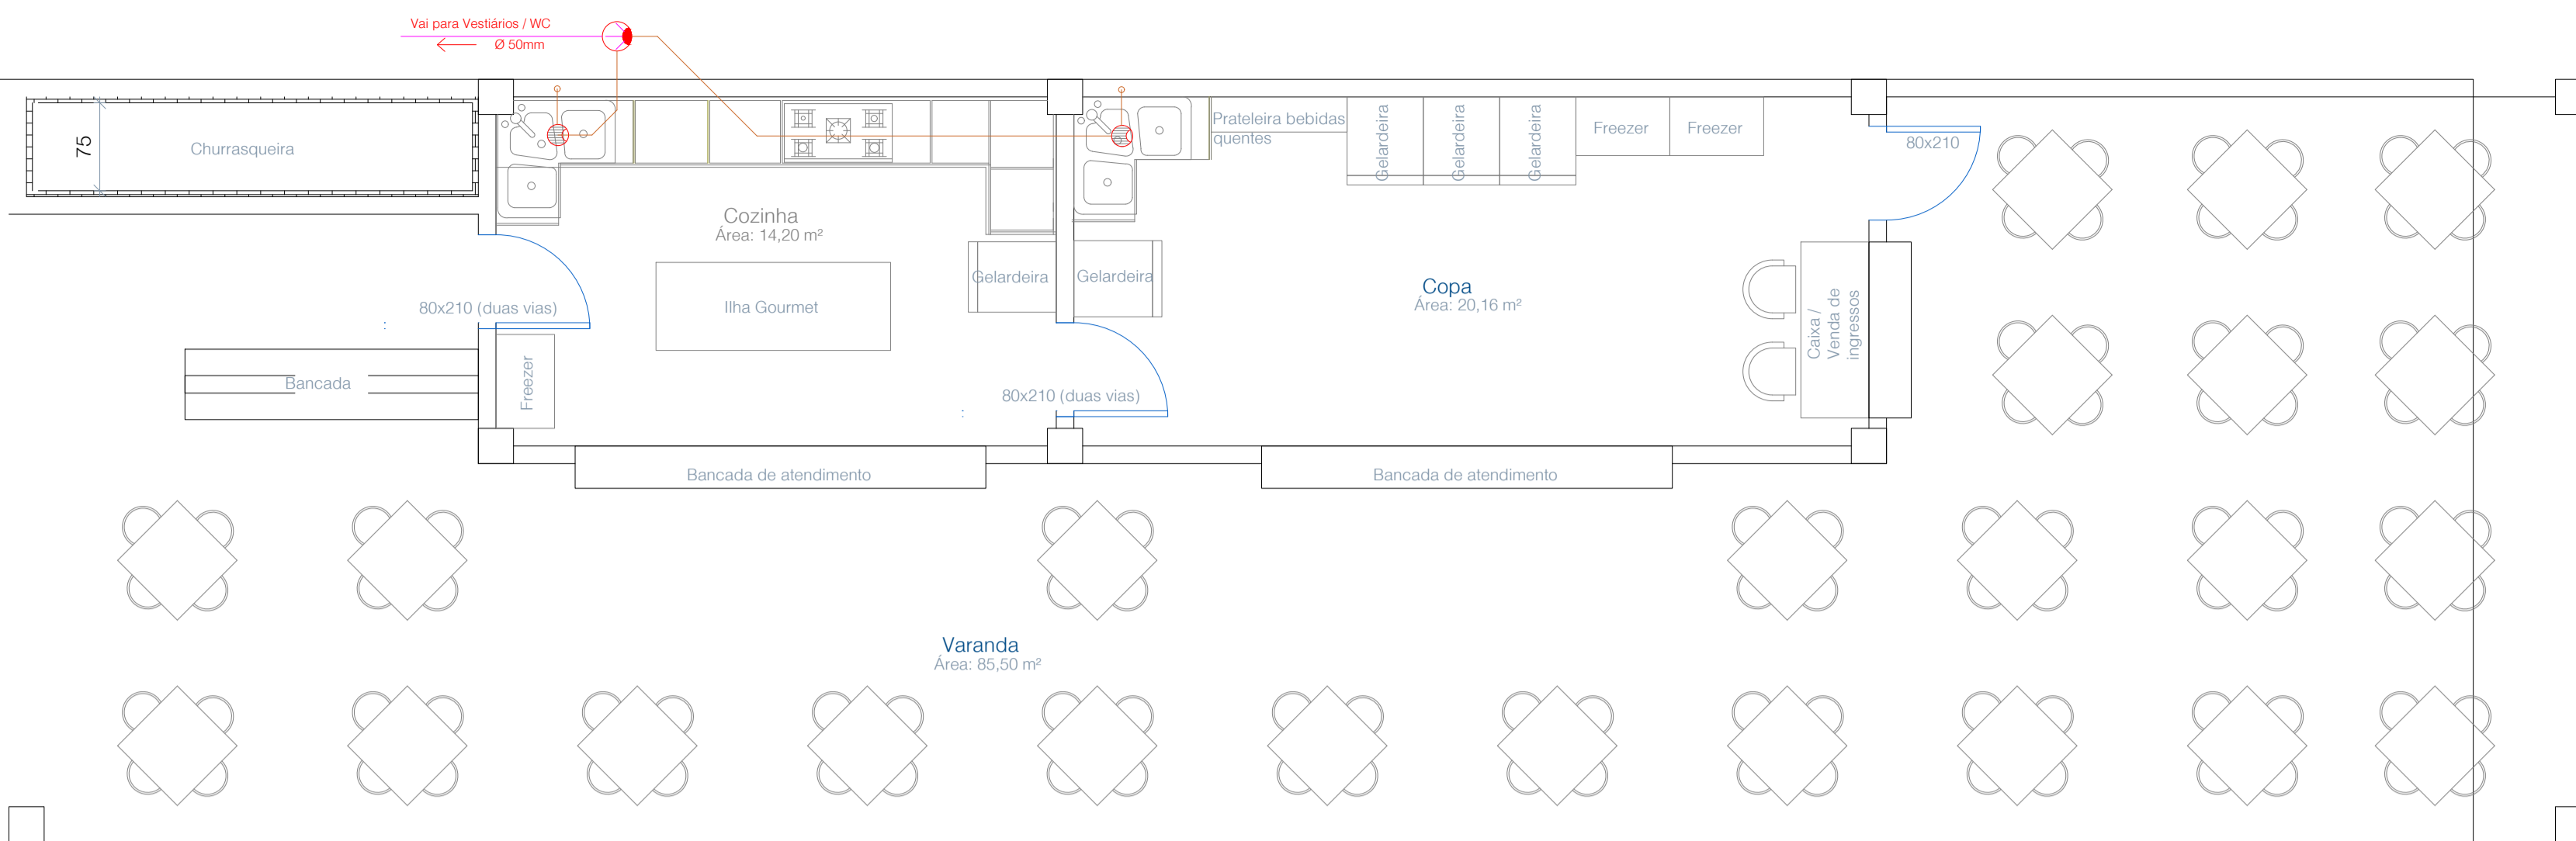 Vai para Vestiários / WC
Ø 50mm
75
Churrasqueira
Prateleira bebidas
quentes
Gelardeira
Gelardeira
Gelardeira
Freezer
Freezer
80x210
Cozinha
Área: 14,20 m²
Gelardeira
Gelardeira
Copa
Área: 20,16 m²
Caixa /
Venda de
ingressos
80x210 (duas vias)
Ilha Gourmet
Bancada
Freezer
80x210 (duas vias)
Bancada de atendimento
Bancada de atendimento
Varanda
Área: 85,50 m²